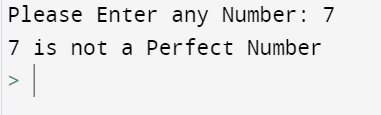 Please Enter any Number: 7
7 is not a Perfect Number
>